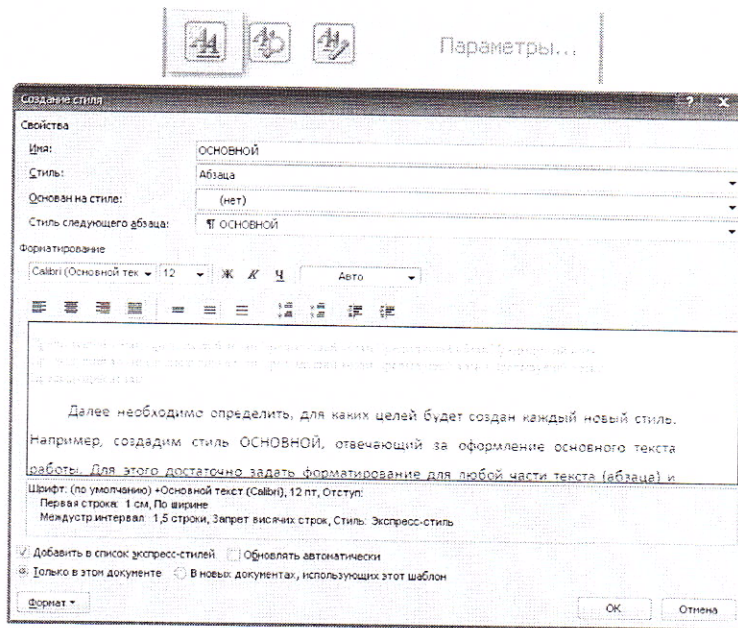 Параметры...
Создание стиля
Свойства
Имя: ОСНОВНОЙ
Стиль: Абзаца
Основан на стиле: (нет)
Стиль следующего абзаца: ¶ ОСНОВНОЙ
Форматирование
Calibri (Основной тек 12 Ж К Ч Авто
Далее необходимо определить, для каких целей будет создан каждый новый стиль.
Например, создадим стиль ОСНОВНОЙ, отвечающий за оформление основного текста
работы. Для этого достаточно задать форматирование для любой части текста (абзаца) и
Шрифт: (по умолчанию) +Основной текст (Calibri), 12 пт, Отступ:
Первая строка: 1 см, По ширине
Междустр.интервал: 1,5 строки, Запрет висячих строк, Стиль: Экспресс-стиль
Добавить в список экспресс-стилей Обновлять автоматически
Только в этом документе В новых документах, использующих этот шаблон
Формат
ОК Отмена